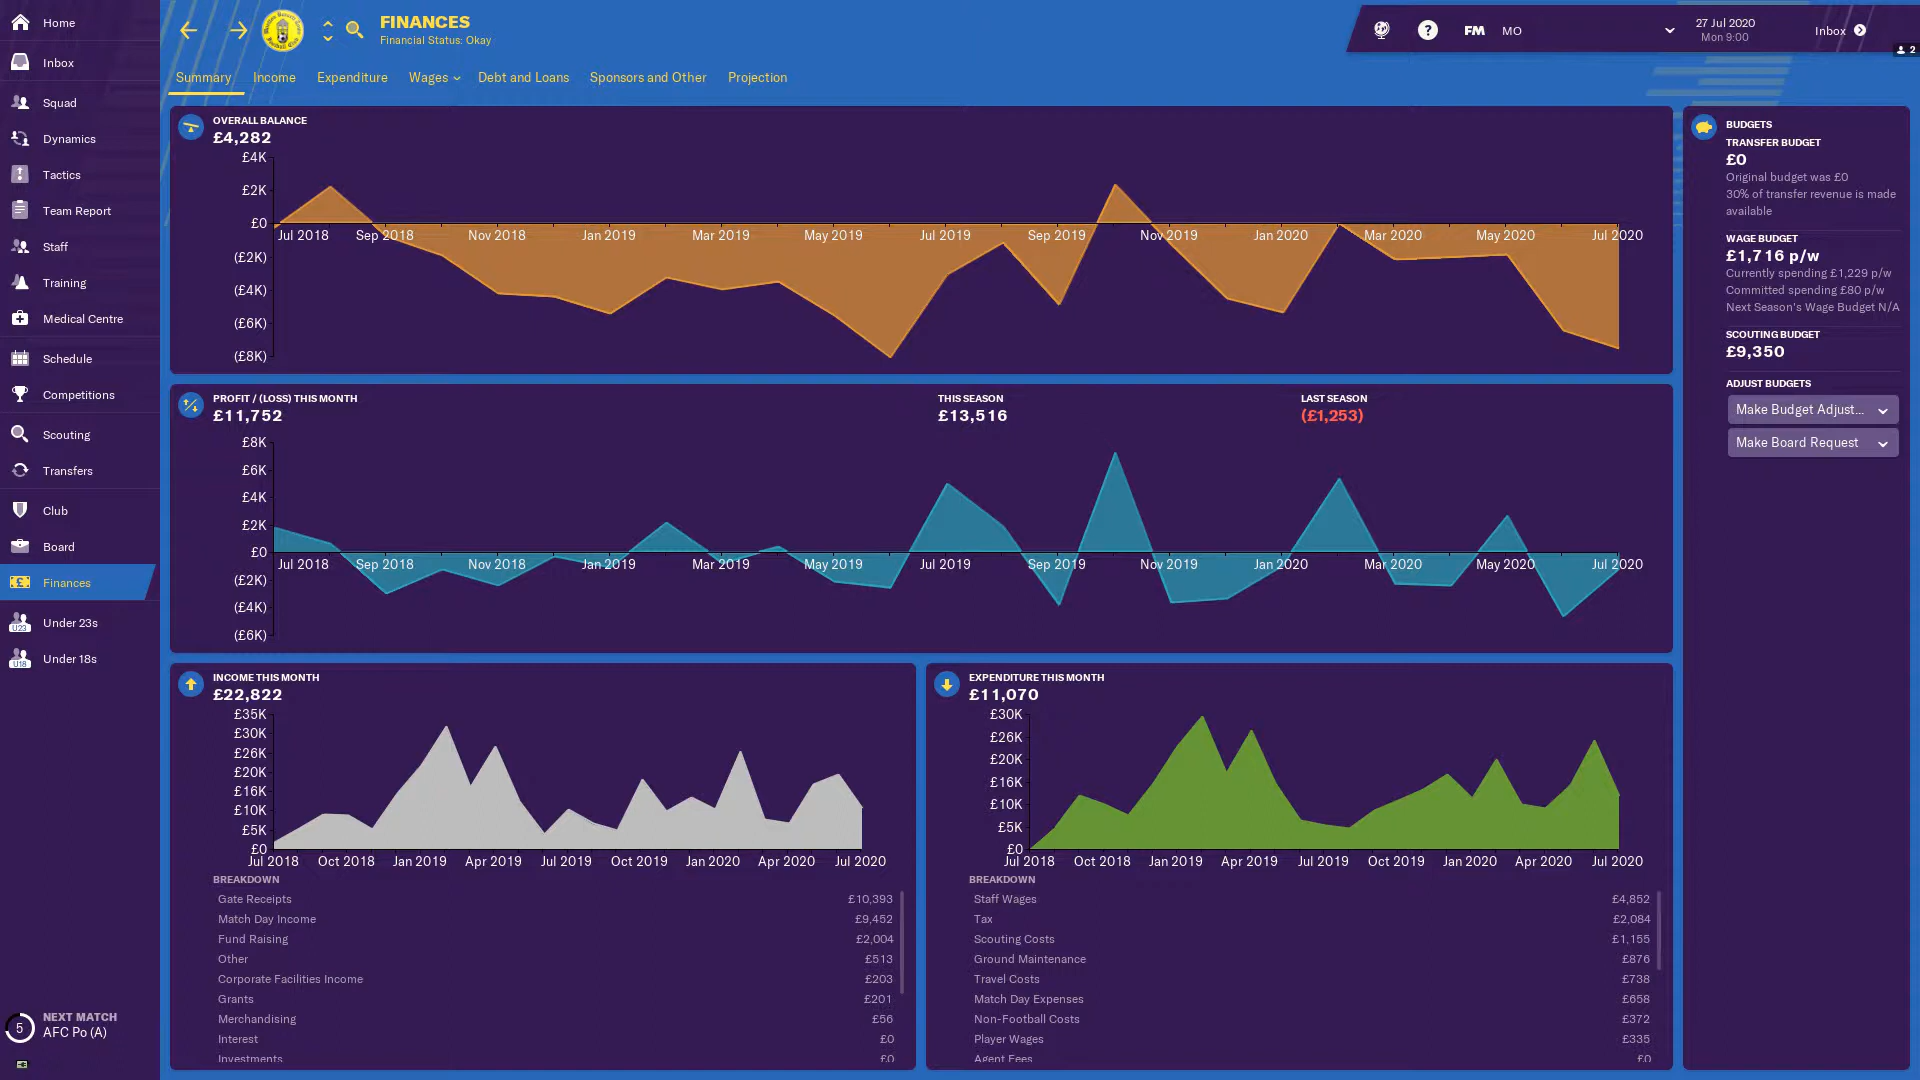 Home
Inbox
Squad
Dynamics
Tactics
Team Report
Staff
Training
Medical Centre
Schedule
Competitions
Scouting
Transfers
Club
Board
Finances
U23
Under 23s
U18
Under 18s
5
NEXT MATCH
AFC Po (A)
FINANCES
Financial Status: Okay
? FM MO
27 Jul 2020
Mon 9:00
Inbox
2
Summary Income Expenditure Wages Debt and Loans Sponsors and Other Projection
OVERALL BALANCE
£4,282
£4K
£2K
£0
(£2K)
(£4K)
(£6K)
(£8K)
Jul 2018 Sep 2018 Nov 2018 Jan 2019 Mar 2019 May 2019 Jul 2019 Sep 2019 Nov 2019 Jan 2020 Mar 2020 May 2020 Jul 2020
PROFIT / (LOSS) THIS MONTH
£11,752
THIS SEASON
£13,516
LAST SEASON
(£1,253)
£8K
£6K
£4K
£2K
£0
(£2K)
(£4K)
(£6K)
Jul 2018 Sep 2018 Nov 2018 Jan 2019 Mar 2019 May 2019 Jul 2019 Sep 2019 Nov 2019 Jan 2020 Mar 2020 May 2020 Jul 2020
INCOME THIS MONTH
£22,822
£35K
£30K
£26K
£20K
£16K
£10K
£5K
£0
Jul 2018 Oct 2018 Jan 2019 Apr 2019 Jul 2019 Oct 2019 Jan 2020 Apr 2020 Jul 2020
BREAKDOWN
Gate Receipts £10,393
Match Day Income £9,452
Fund Raising £2,004
Other £513
Corporate Facilities Income £203
Grants £201
Merchandising £56
Interest £0
Investments £0
EXPENDITURE THIS MONTH
£11,070
£30K
£26K
£20K
£16K
£10K
£5K
£0
Jul 2018 Oct 2018 Jan 2019 Apr 2019 Jul 2019 Oct 2019 Jan 2020 Apr 2020 Jul 2020
BREAKDOWN
Staff Wages £4,852
Tax £2,084
Scouting Costs £1,155
Ground Maintenance £876
Travel Costs £738
Match Day Expenses £658
Non-Football Costs £372
Player Wages £335
Agent Fees £0
BUDGETS
TRANSFER BUDGET
£0
Original budget was £0
30% of transfer revenue is made
available
WAGE BUDGET
£1,716 p/w
Currently spending £1,229 p/w
Committed spending £80 p/w
Next Season's Wage Budget N/A
SCOUTING BUDGET
£9,350
ADJUST BUDGETS
Make Budget Adjust...
Make Board Request